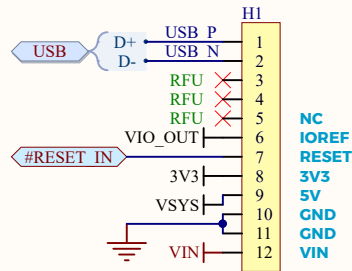 H1
USB
D+
USB_P
1
D-
USB_N
2
RFU
3
RFU
4
RFU
5
NC
VIO_OUT
6
IOREF
#RESET_IN
7
RESET
3V3
8
3V3
VSYS
9
5V
10
GND
11
GND
VIN
12
VIN